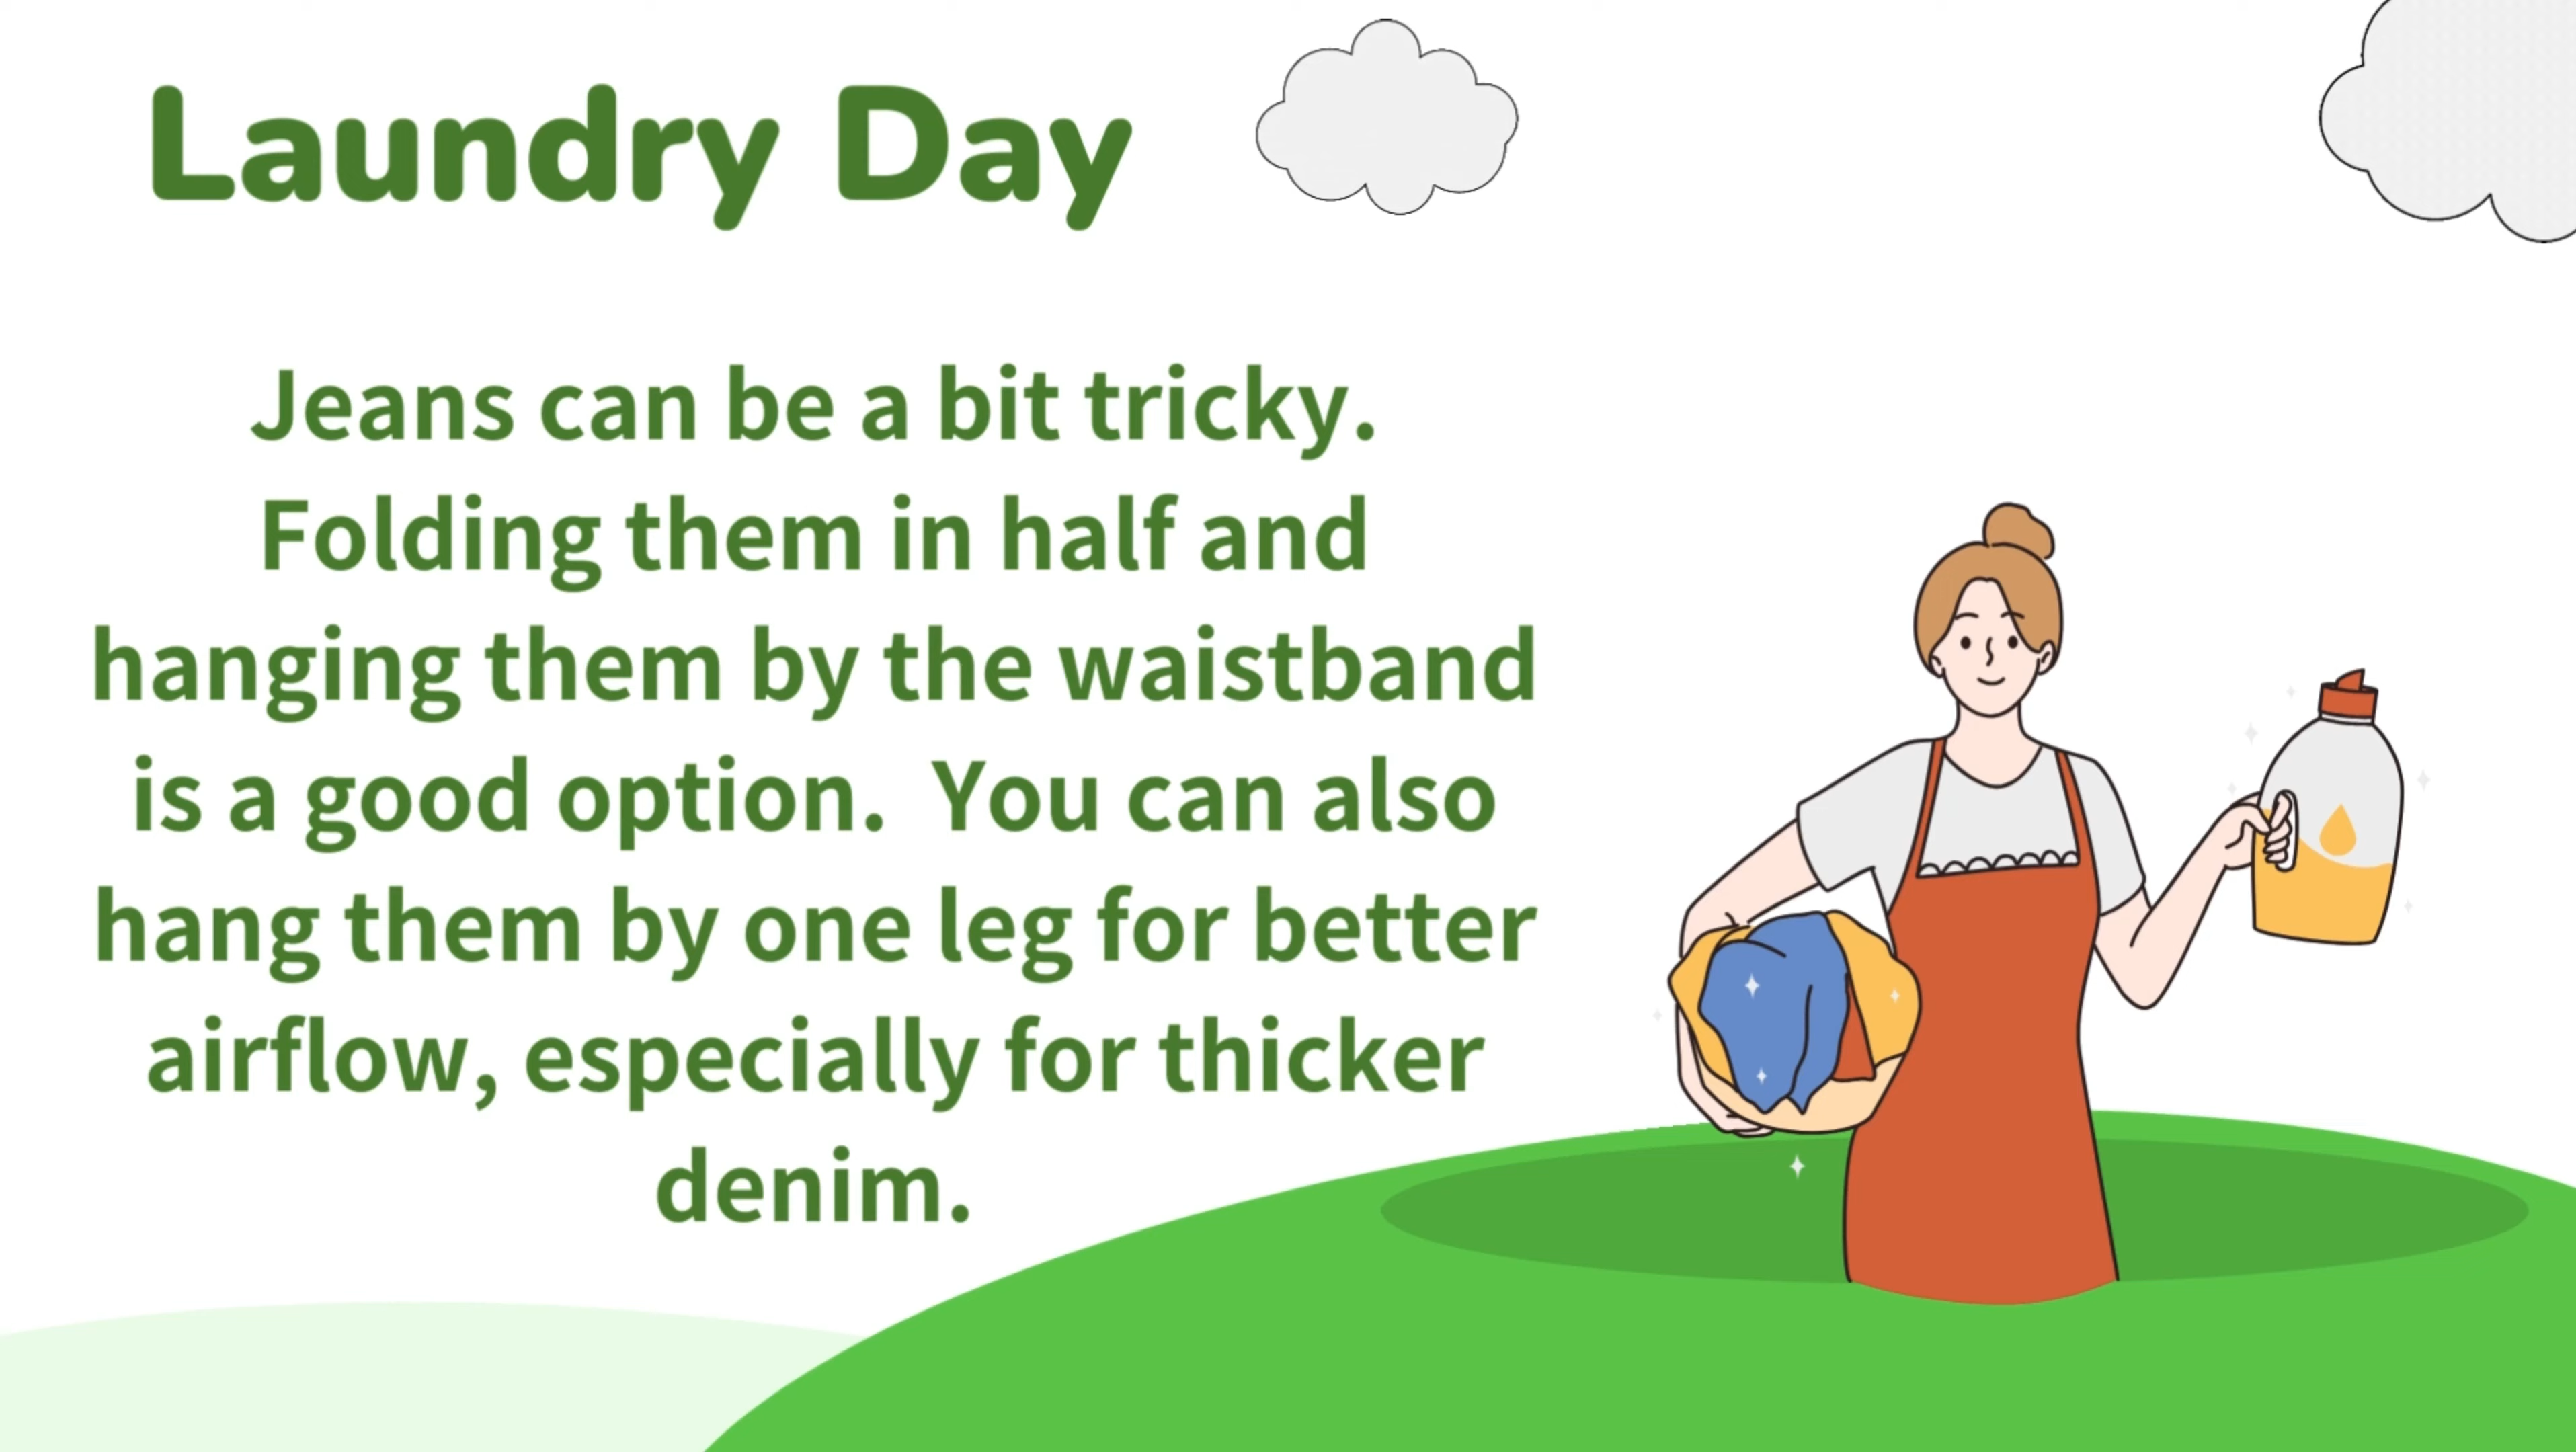 Laundry Day
Jeans can be a bit tricky.
Folding them in half and
hanging them by the waistband
is a good option.  You can also
hang them by one leg for better
airflow, especially for thicker
denim.